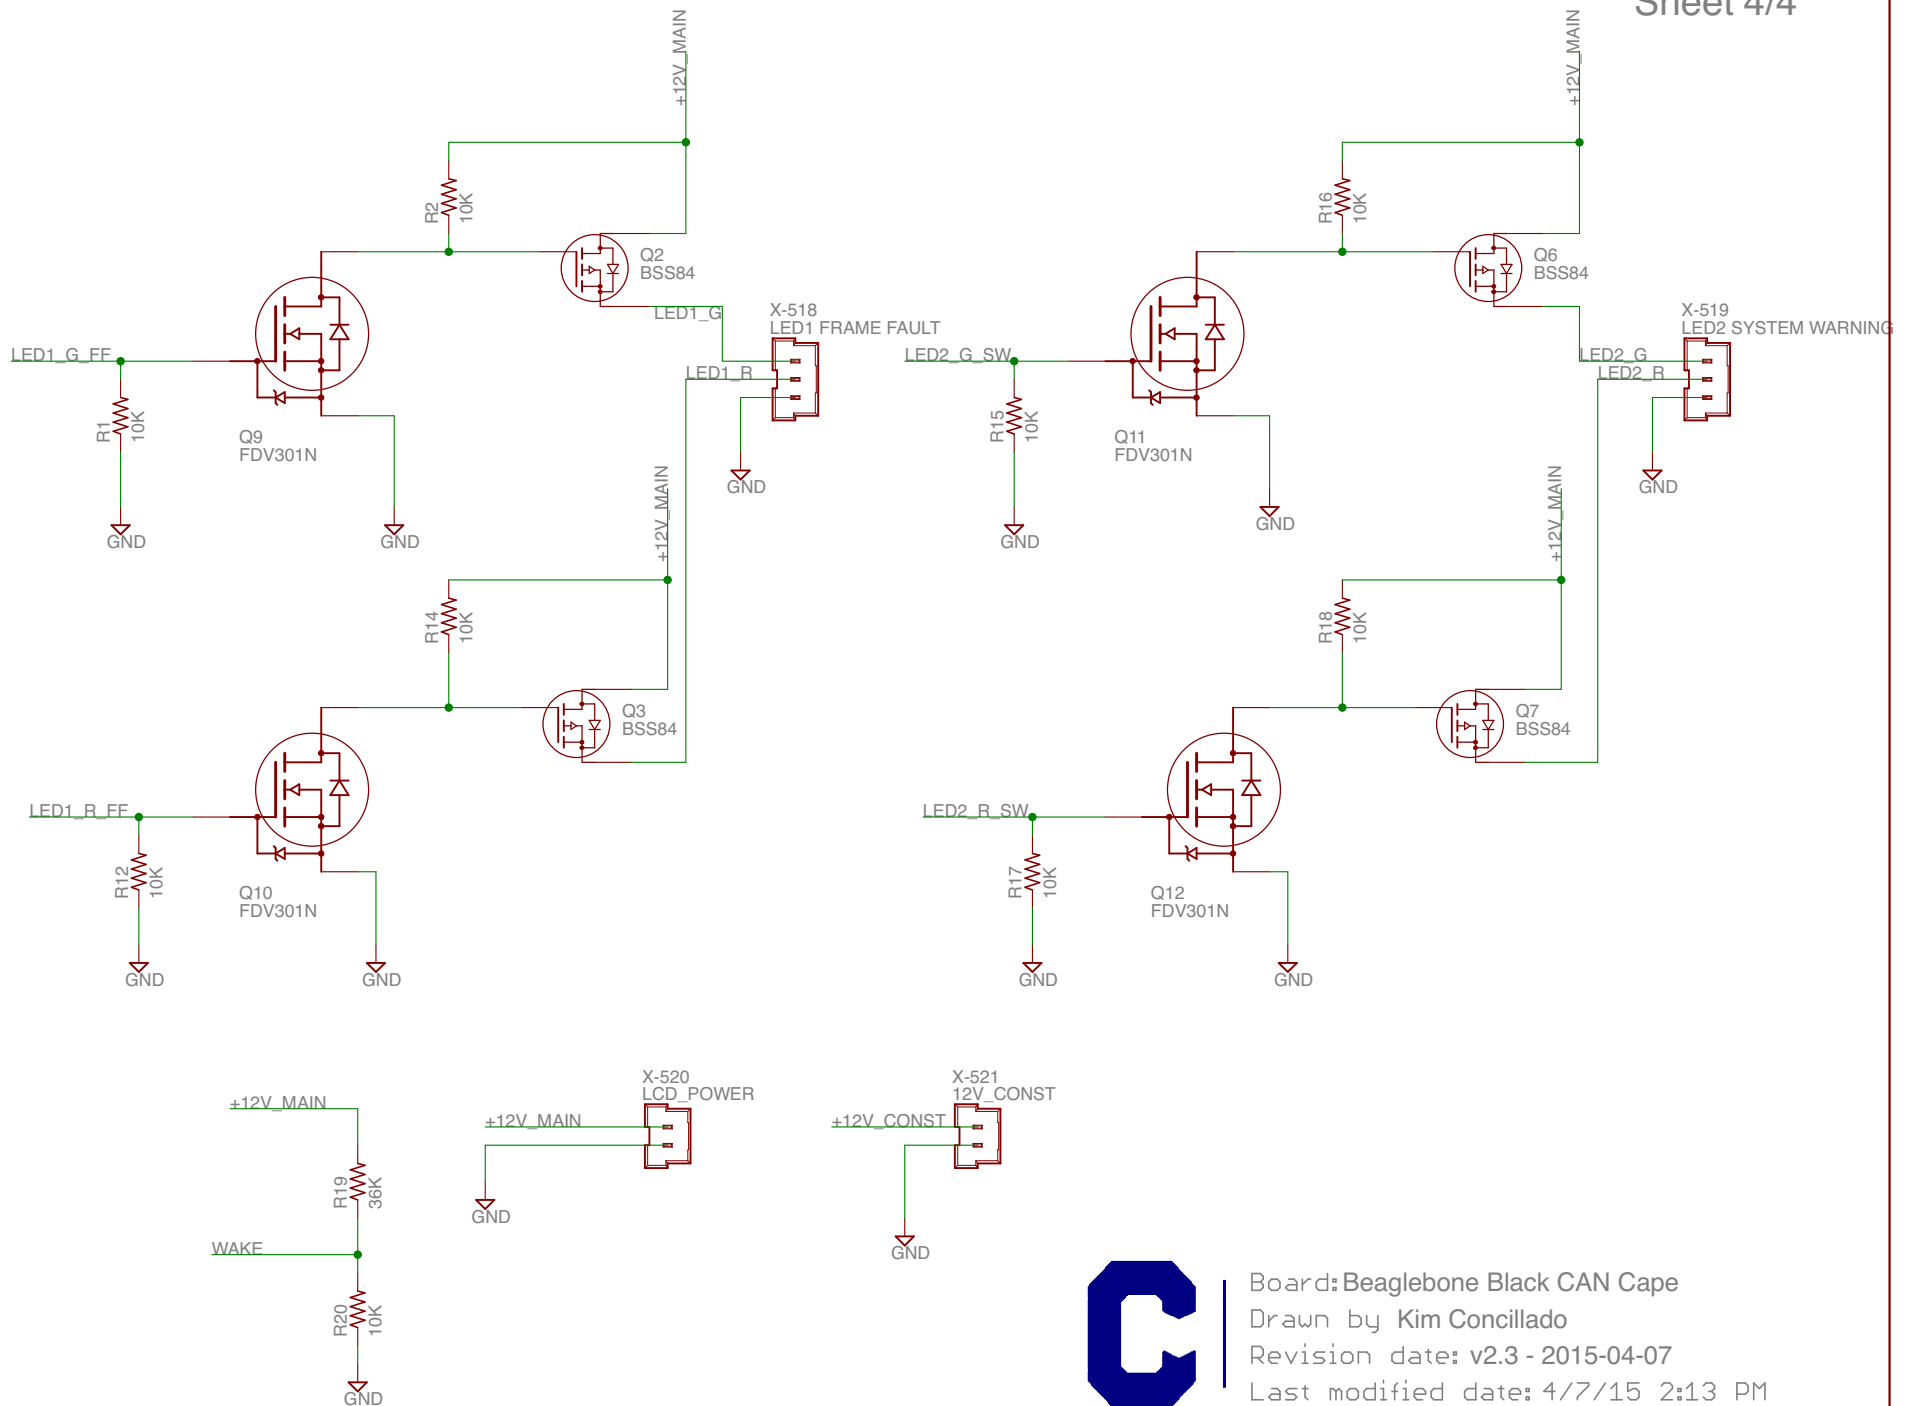 Sheet 4/4
+12V_MAIN
+12V_MAIN
R2
10K
R16
10K
Q2
BSS84
Q6
BSS84
LED1_G
X-518
LED1 FRAME FAULT
X-519
LED2 SYSTEM WARNING
LED1_G_FF
LED2_G_SW
LED2_G
LED1_R
LED2_R
R1
10K
R15
10K
Q9
FDV301N
Q11
FDV301N
GND
GND
GND
GND
GND
GND
+12V_MAIN
+12V_MAIN
R14
10K
R18
10K
Q3
BSS84
Q7
BSS84
LED1_R_FF
LED2_R_SW
R12
10K
R17
10K
Q10
FDV301N
Q12
FDV301N
GND
GND
GND
GND
X-520
LCD_POWER
X-521
12V_CONST
+12V_MAIN
+12V_MAIN
+12V_CONST
R19
36K
GND
GND
WAKE
R20
10K
GND
C
Board: Beaglebone Black CAN Cape
Drawn by Kim Concillado
Revision date: v2.3 - 2015-04-07
Last modified date: 4/7/15 2:13 PM